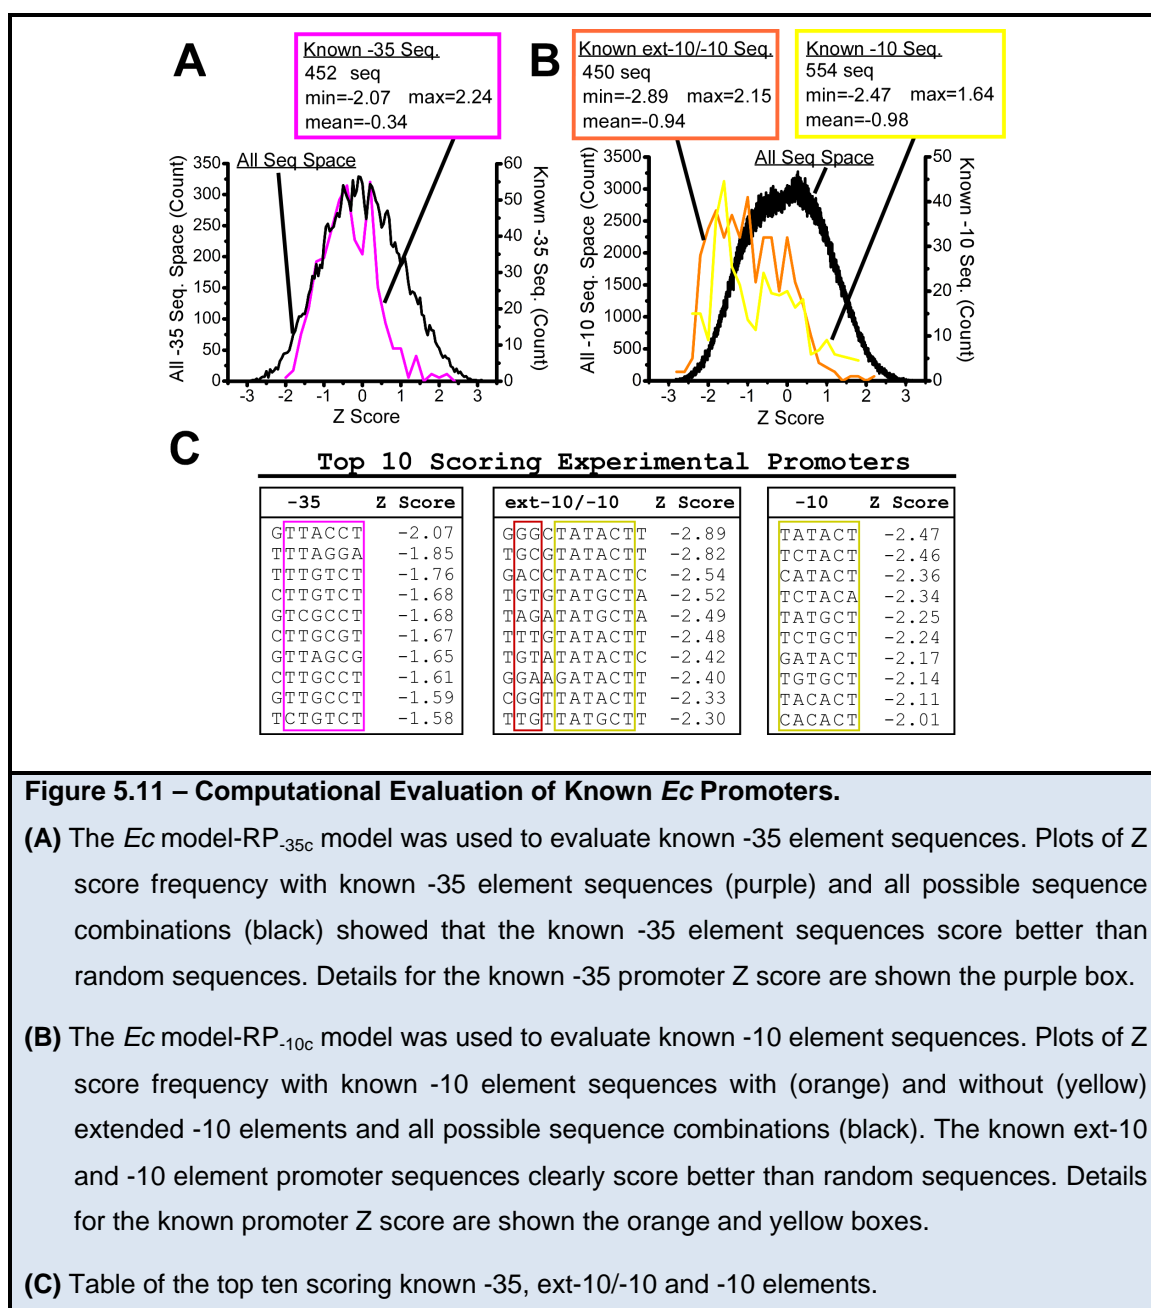 A
Known -35 Seq.
452 seq
min=-2.07 max=2.24
mean=-0.34
B
Known ext-10/-10 Seq.
450 seq
min=-2.89 max=2.15
mean=-0.94
Known -10 Seq.
554 seq
min=-2.47 max=1.64
mean=-0.98
All Seq Space
All -35 Seq. Space (Count)
350
300
250
200
150
100
50
0
60
50
40
30
20
10
0
Known -35 Seq. (Count)
-3 -2 -1 0 1 2 3
Z Score
All Seq Space
All -10 Seq. Space (Count)
3500
3000
2500
2000
1500
1000
500
0
50
40
30
20
10
0
Known -10 Seq. (Count)
-3 -2 -1 0 1 2 3
Z Score
C
Top 10 Scoring Experimental Promoters
-35 Z Score
GTTACCT -2.07
TTTAGGA -1.85
TTTGTCT -1.76
CTTGTCT -1.68
GTCGCCT -1.68
CTTGCGT -1.67
GTTAGCG -1.65
CTTGCCT -1.61
GTTGCCT -1.59
TCTGTCT -1.58
ext-10/-10 Z Score
GGGCTATACTT -2.89
TGCGTATACTT -2.82
GACCTATACTC -2.54
TGTGTATGCTA -2.52
TAGATATGCTA -2.49
TTTGTATACTT -2.48
TGTATATACTC -2.42
GGAAGATACTT -2.40
CGGTTATACTT -2.33
TTGTTATGCTT -2.30
-10 Z Score
TATACT -2.47
TCTACT -2.46
CATACT -2.36
TCTACA -2.34
TATGCT -2.25
TCTGCT -2.24
GATACT -2.17
TGTGCT -2.14
TACACT -2.11
CACACT -2.01
Figure 5.11 – Computational Evaluation of Known Ec Promoters.
(A) The Ec model-RP-35c model was used to evaluate known -35 element sequences. Plots of Z
score frequency with known -35 element sequences (purple) and all possible sequence
combinations (black) showed that the known -35 element sequences score better than
random sequences. Details for the known -35 promoter Z score are shown the purple box.
(B) The Ec model-RP-10c model was used to evaluate known -10 element sequences. Plots of Z
score frequency with known -10 element sequences with (orange) and without (yellow)
extended -10 elements and all possible sequence combinations (black). The known ext-10
and -10 element promoter sequences clearly score better than random sequences. Details
for the known promoter Z score are shown the orange and yellow boxes.
(C) Table of the top ten scoring known -35, ext-10/-10 and -10 elements.